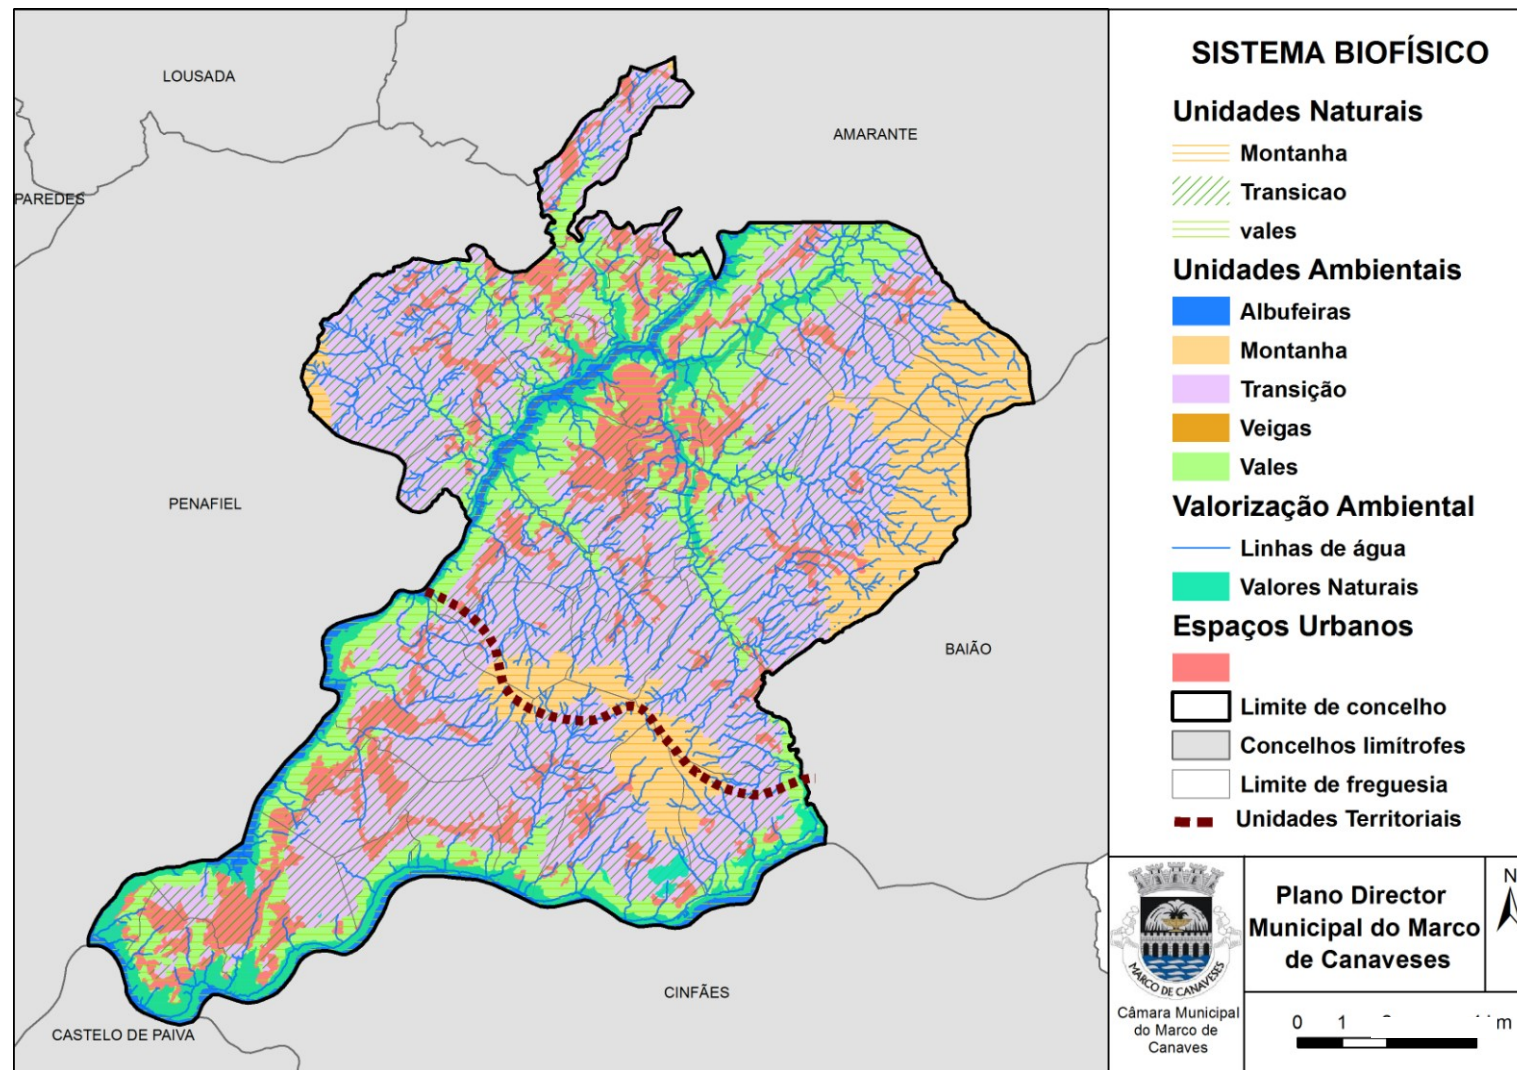 LOUSADA
AMARANTE
PAREDES
PENAFIEL
BAIÃO
CINFÃES
CASTELO DE PAIVA
SISTEMA BIOFÍSICO
Unidades Naturais
Montanha
Transicao
vales
Unidades Ambientais
Albufeiras
Montanha
Transição
Veigas
Vales
Valorização Ambiental
Linhas de água
Valores Naturais
Espaços Urbanos
Limite de concelho
Concelhos limítrofes
Limite de freguesia
Unidades Territoriais
MARCO DE CANAVESES
Câmara Municipal
do Marco de
Canaves
Plano Director
Municipal do Marco
de Canaveses
N
0 1 m